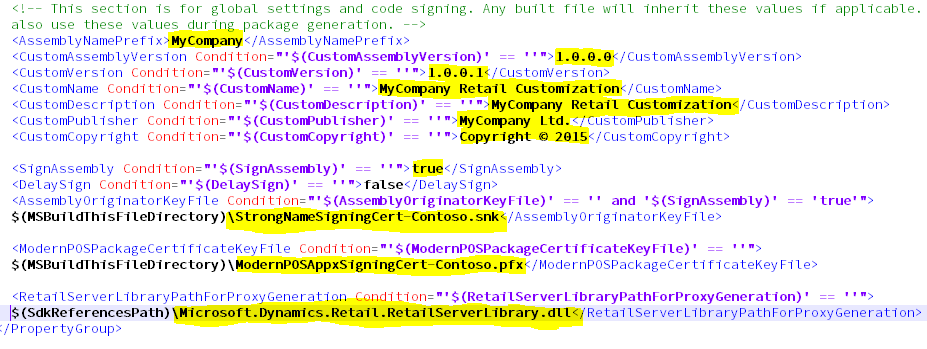 <!-- This section is for global settings and code signing. Any built file will inherit these values if applicable.
also use these values during package generation. -->
<AssemblyNamePrefix>MyCompany</AssemblyNamePrefix>
<CustomAssemblyVersion Condition="'$(CustomAssemblyVersion)' == ''">1.0.0.0</CustomAssemblyVersion>
<CustomVersion Condition="'$(CustomVersion)' == ''">1.0.0.1</CustomVersion>
<CustomName Condition="'$(CustomName)' == ''">MyCompany Retail Customization</CustomName>
<CustomDescription Condition="'$(CustomDescription)' == ''">MyCompany Retail Customization</CustomDescription>
<CustomPublisher Condition="'$(CustomPublisher)' == ''">MyCompany Ltd.</CustomPublisher>
<CustomCopyright Condition="'$(CustomCopyright)' == ''">Copyright © 2015</CustomCopyright>
<SignAssembly Condition="'$(SignAssembly)' == ''">true</SignAssembly>
<DelaySign Condition="'$(DelaySign)' == ''">false</DelaySign>
<AssemblyOriginatorKeyFile Condition="'$(AssemblyOriginatorKeyFile)' == '' and '$(SignAssembly)' == 'true'">
$(MSBuildThisFileDirectory)\StrongNameSigningCert-Contoso.snk</AssemblyOriginatorKeyFile>
<ModernPOSPackageCertificateKeyFile Condition="'$(ModernPOSPackageCertificateKeyFile)' == ''">
$(MSBuildThisFileDirectory)\ModernPOSAppxSigningCert-Contoso.pfx</ModernPOSPackageCertificateKeyFile>
<RetailServerLibraryPathForProxyGeneration Condition="'$(RetailServerLibraryPathForProxyGeneration)' == ''">
$(SdkReferencesPath)\Microsoft.Dynamics.Retail.RetailServerLibrary.dll</RetailServerLibraryPathForProxyGeneration>
</PropertyGroup>